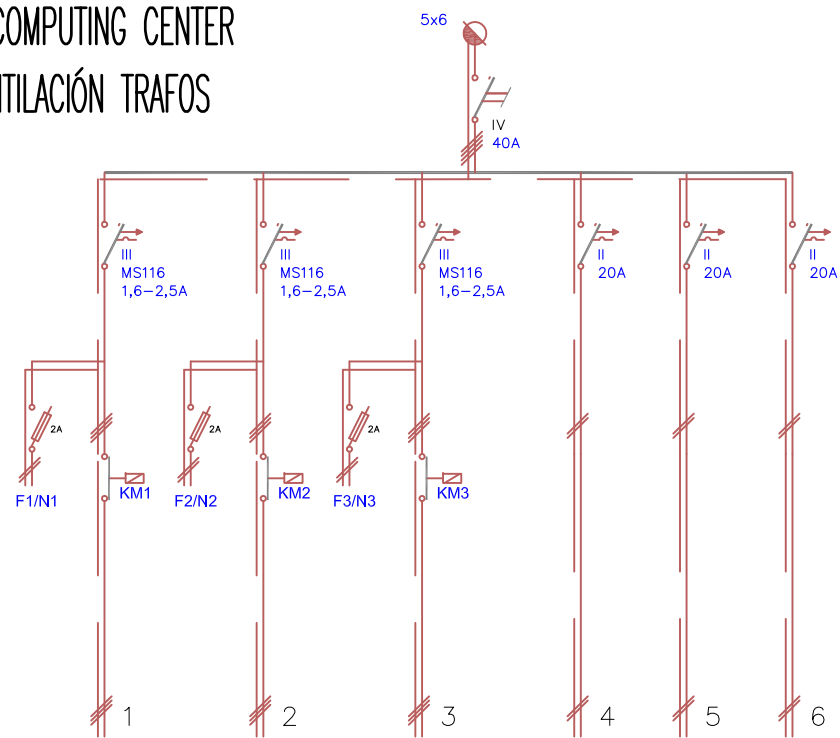 COMPUTING CENTER
NTILACIÓN TRAFOS
5x6
IV
40A
III
MS116
1,6-2,5A
III
MS116
1,6-2,5A
III
MS116
1,6-2,5A
II
20A
II
20A
II
20A
2A
2A
2A
F1/N1
KM1
F2/N2
KM2
F3/N3
KM3
1
2
3
4
5
6